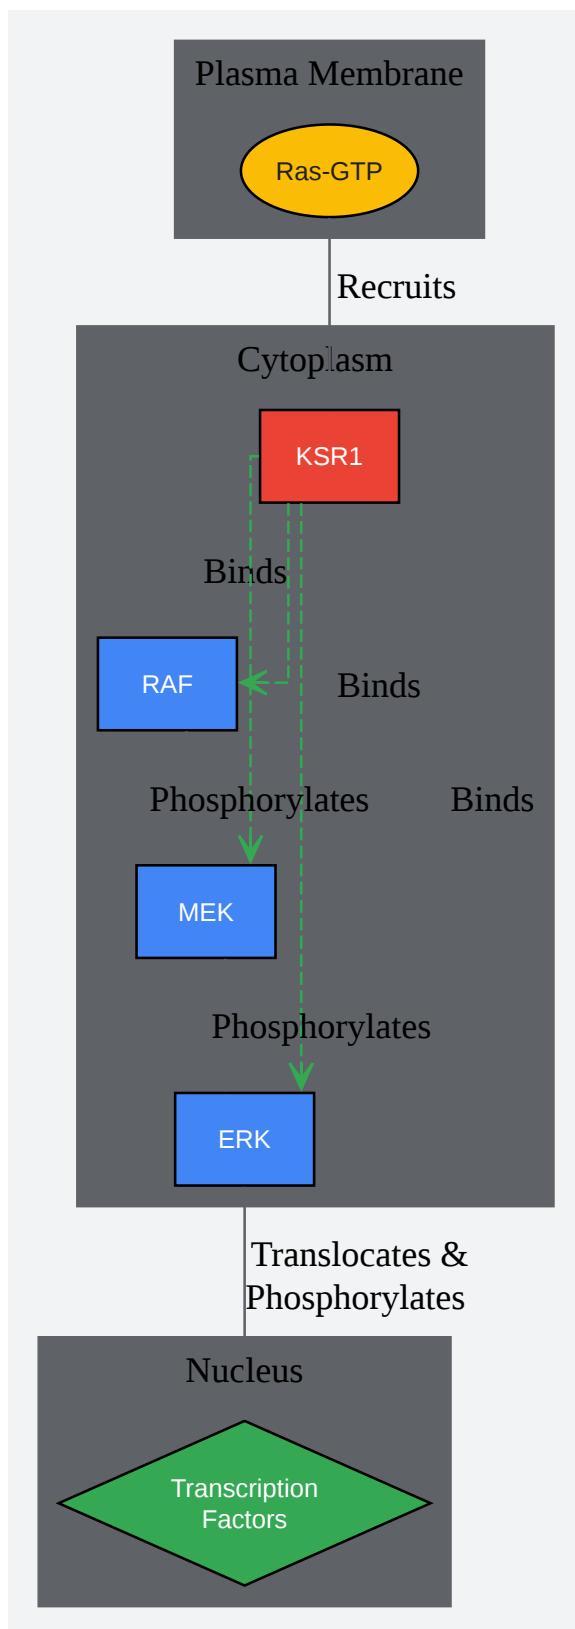 Plasma Membrane
Ras-GTP
Recruits
Cytoplasm
KSR1
Binds
RAF
Binds
Phosphorylates
Binds
MEK
Phosphorylates
ERK
Translocates &
Phosphorylates
Nucleus
Transcription
Factors